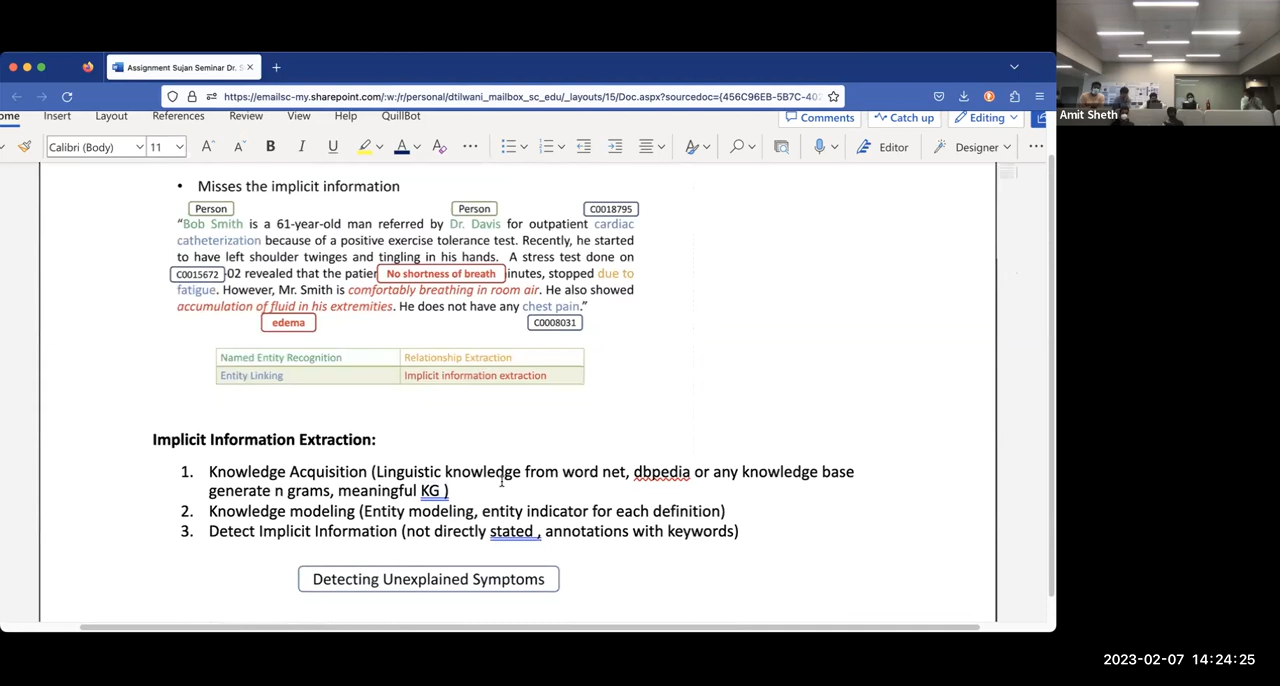 Assignment Sujan Seminar Dr. S
https://emailsc-my.sharepoint.com/:w:/r/personal/dtilwani_mailbox_sc_edu/_layouts/15/Doc.aspx?sourcedoc={456C96EB-5B7C-402
Amit Sheth
ome Insert Layout References Review View Help QuillBot Comments Catch up Editing
Calibri (Body) 11 B I U A Editor Designer
• Misses the implicit information
Person Person C0018795
“Bob Smith is a 61-year-old man referred by Dr. Davis for outpatient cardiac
catheterization because of a positive exercise tolerance test. Recently, he started
to have left shoulder twinges and tingling in his hands. A stress test done on
C0015672 -02 revealed that the patien No shortness of breath inutes, stopped due to
fatigue. However, Mr. Smith is comfortably breathing in room air. He also showed
accumulation of fluid in his extremities. He does not have any chest pain.”
edema C0008031
Named Entity Recognition Relationship Extraction
Entity Linking Implicit information extraction
Implicit Information Extraction:
1. Knowledge Acquisition (Linguistic knowledge from word net, dbpedia or any knowledge base
generate n grams, meaningful KG )
2. Knowledge modeling (Entity modeling, entity indicator for each definition)
3. Detect Implicit Information (not directly stated , annotations with keywords)
Detecting Unexplained Symptoms
2023-02-07 14:24:25